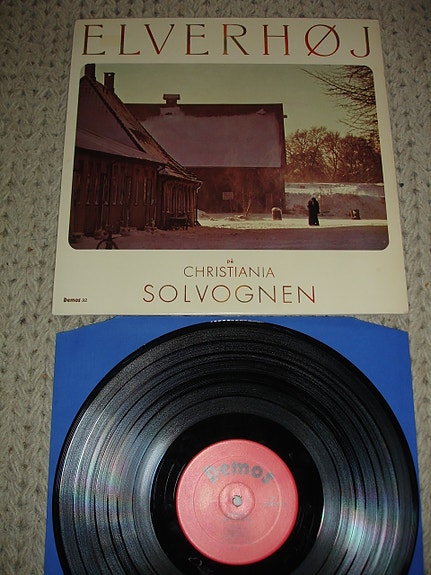 ELVERHØJ
på
CHRISTIANIA
SOLVOGNEN
Demos 32
Demos